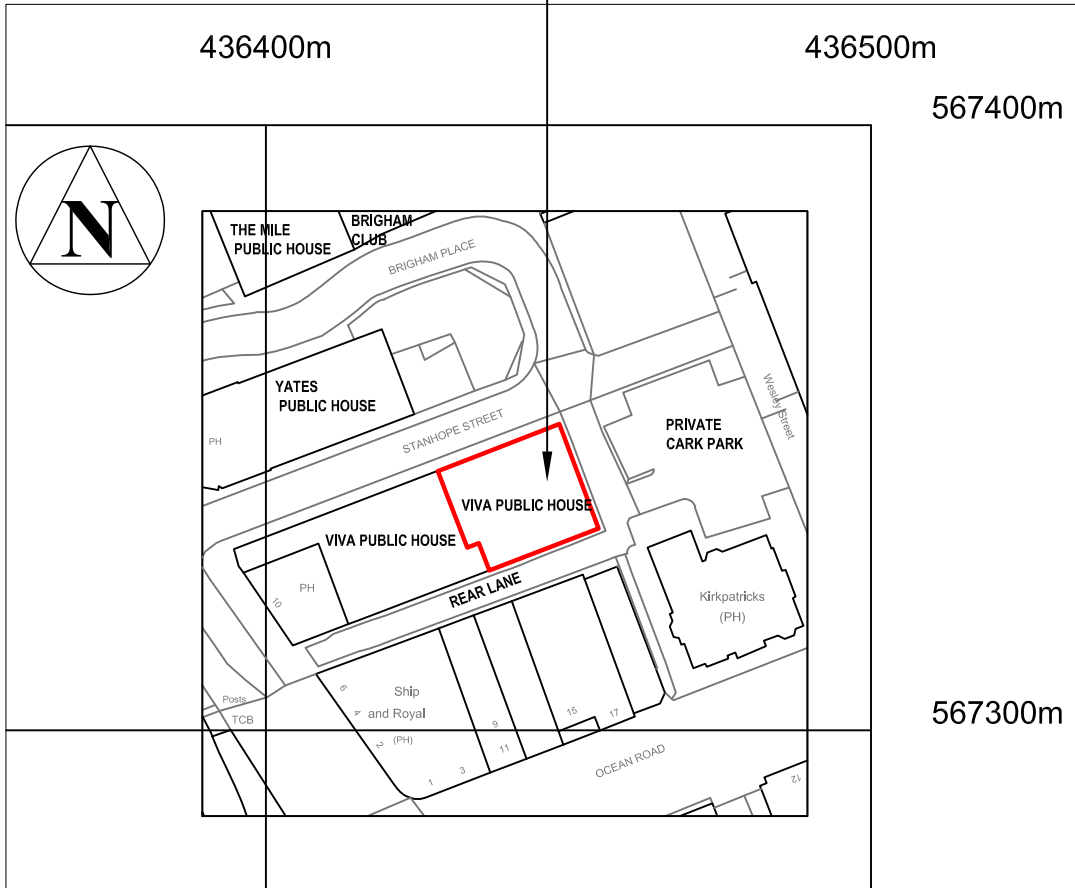 436400m
436500m
567400m
N
THE MILE
PUBLIC HOUSE
BRIGHAM
CLUB
BRIGHAM PLACE
YATES
PUBLIC HOUSE
PH
STANHOPE STREET
Wesley Street
PRIVATE
CARK PARK
VIVA PUBLIC HOUSE
VIVA PUBLIC HOUSE
PH
10
REAR LANE
Kirkpatricks
(PH)
Posts
TCB
Ship
and Royal
(PH)
6
4
2
1
3
9
11
15
17
OCEAN ROAD
12
567300m